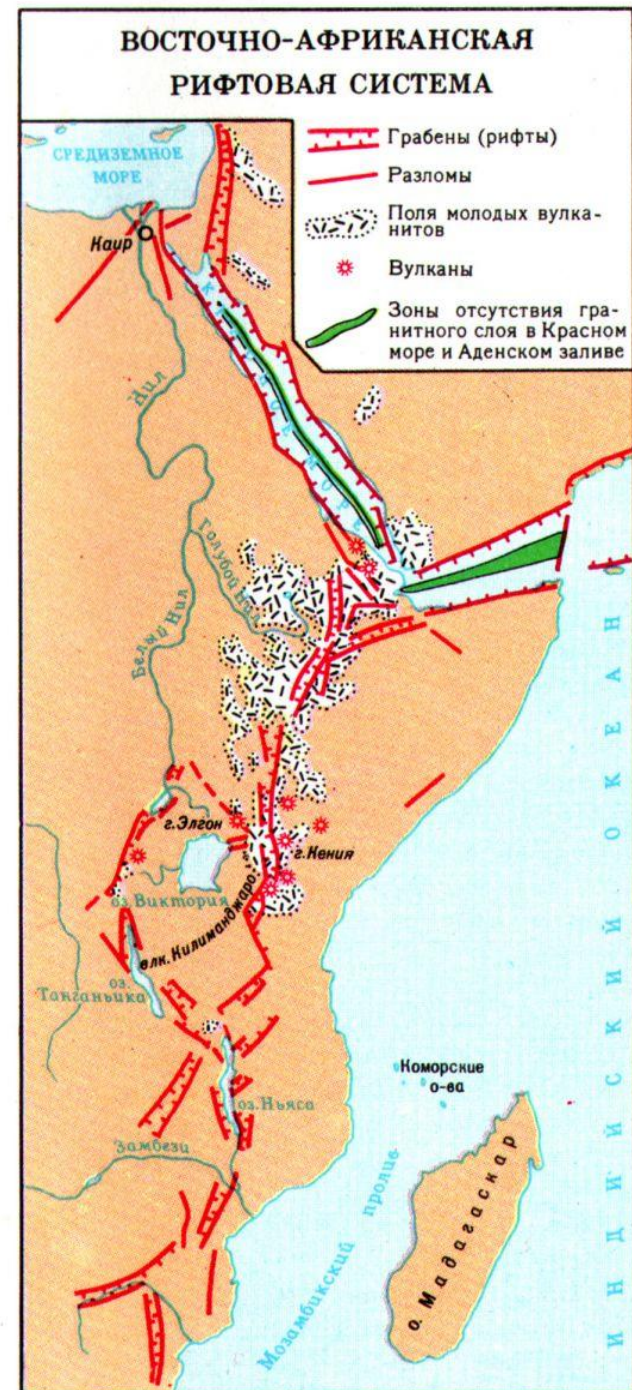 ВОСТОЧНО-АФРИКАНСКАЯ
РИФТОВАЯ СИСТЕМА
Грабены (рифты)
Разломы
Поля молодых вулка-
нитов
Вулканы
Зоны отсутствия гра-
нитного слоя в Красном
море и Аденском заливе
СРЕДИЗЕМНОЕ
МОРЕ
Каир
КРАСНОЕ МОРЕ
Нил
Голубой Нил
Белый Нил
г. Элгон
г. Кения
оз. Виктория
влк. Килиманджаро
оз.
Танганьика
оз. Ньяса
Замбези
Коморские
о-ва
о. Мадагаскар
Мозамбикский пролив
ИНДИЙСКИЙ ОКЕАН